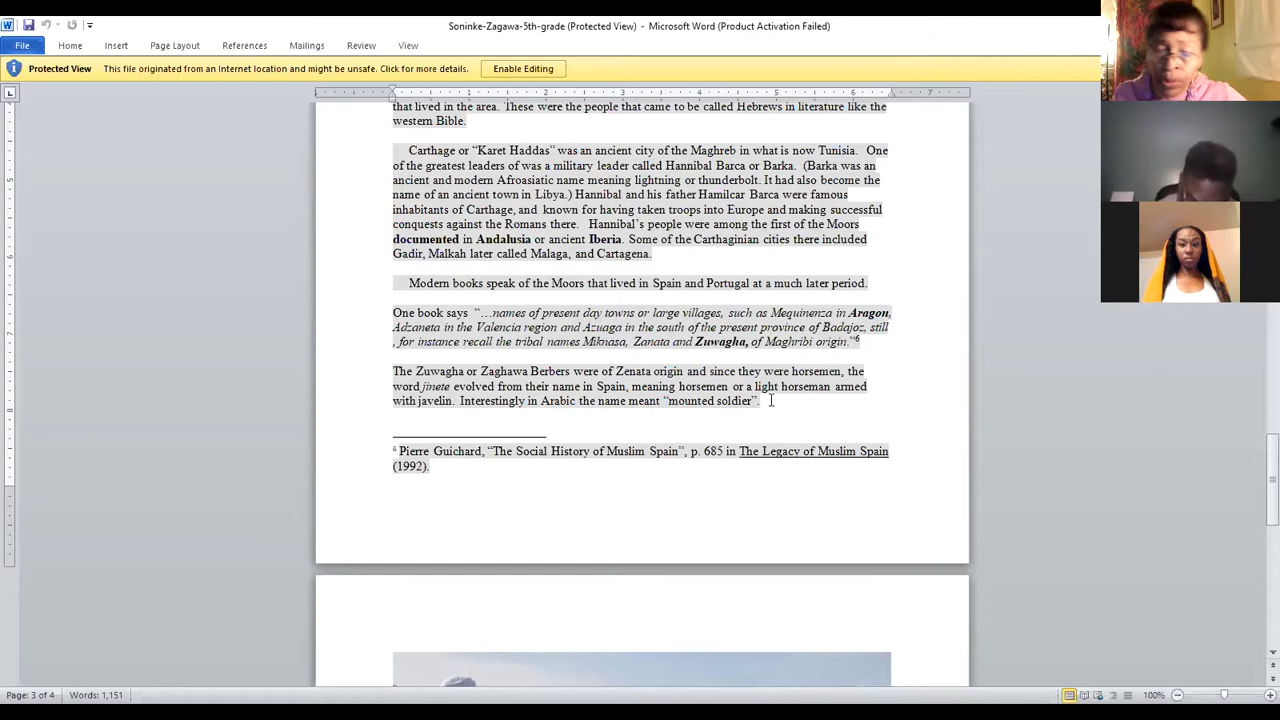 Soninke-Zagawa-5th-grade (Protected View) - Microsoft Word (Product Activation Failed)
File Home Insert Page Layout References Mailings Review View
Protected View This file originated from an Internet location and might be unsafe. Click for more details. Enable Editing
that lived in the area. These were the people that came to be called Hebrews in literature like the
western Bible.
Carthage or “Karet Haddas” was an ancient city of the Maghreb in what is now Tunisia. One
of the greatest leaders of was a military leader called Hannibal Barca or Barka. (Barka was an
ancient and modern Afroasiatic name meaning lightning or thunderbolt. It had also become the
name of an ancient town in Libya.) Hannibal and his father Hamilcar Barca were famous
inhabitants of Carthage, and known for having taken troops into Europe and making successful
conquests against the Romans there. Hannibal’s people were among the first of the Moors
documented in Andalusia or ancient Iberia. Some of the Carthaginian cities there included
Gadir, Malkah later called Malaga, and Cartagena.
Modern books speak of the Moors that lived in Spain and Portugal at a much later period.
One book says “…names of present day towns or large villages, such as Mequinenza in Aragon,
Adzaneta in the Valencia region and Azuaga in the south of the present province of Badajoz, still
, for instance recall the tribal names Miknasa, Zanata and Zuwagha, of Maghribi origin.”6
The Zuwagha or Zaghawa Berbers were of Zenata origin and since they were horsemen, the
word jinete evolved from their name in Spain, meaning horsemen or a light horseman armed
with javelin. Interestingly in Arabic the name meant “mounted soldier”.
6 Pierre Guichard, “The Social History of Muslim Spain”, p. 685 in The Legacy of Muslim Spain
(1992).
Page: 3 of 4 Words: 1,151 100%